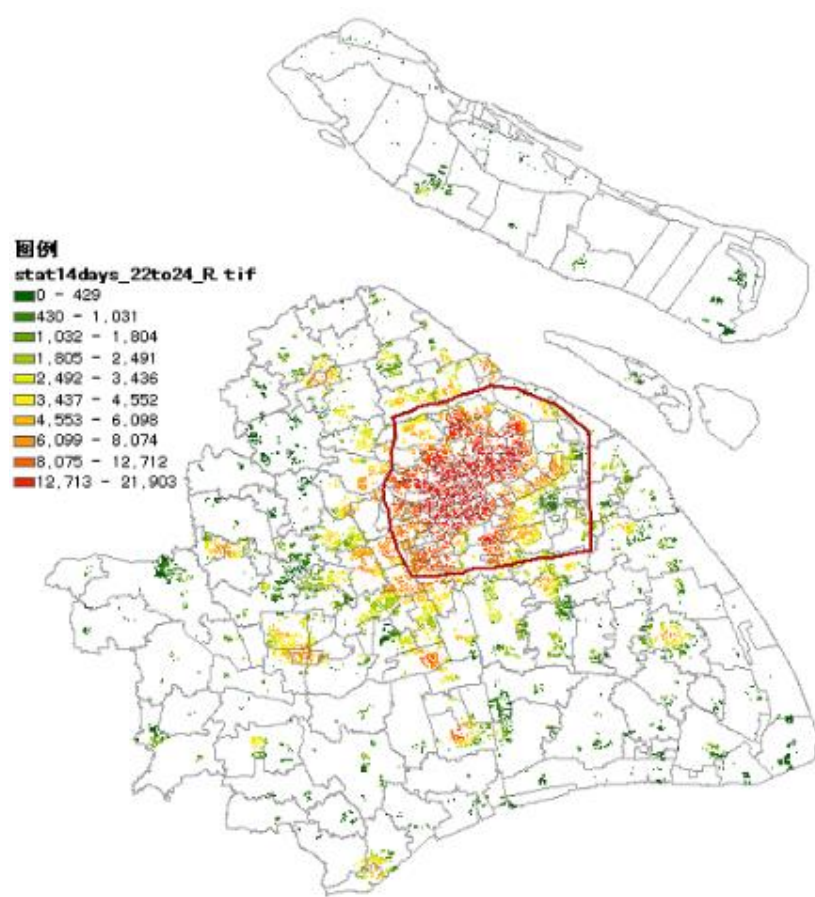 图例
stat14days_22to24_R.tif
0 - 429
430 - 1,031
1,032 - 1,804
1,805 - 2,491
2,492 - 3,436
3,437 - 4,552
4,553 - 6,098
6,099 - 8,074
8,075 - 12,712
12,713 - 21,903